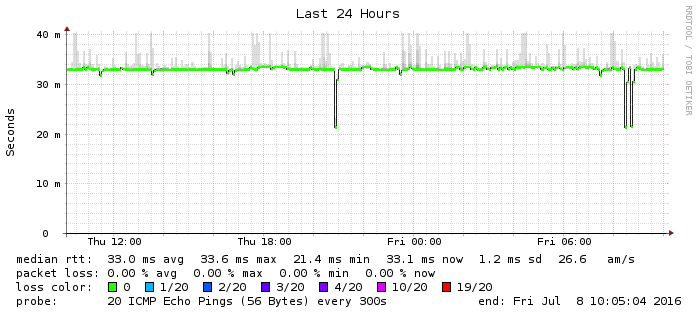 Last 24 Hours
RRDTOOL / TOBI OETIKER
Seconds
40 m
30 m
20 m
10 m
0
Thu 12:00 Thu 18:00 Fri 00:00 Fri 06:00
median rtt: 33.0 ms avg 33.6 ms max 21.4 ms min 33.1 ms now 1.2 ms sd 26.6 am/s
packet loss: 0.00 % avg 0.00 % max 0.00 % min 0.00 % now
loss color: 0 1/20 2/20 3/20 4/20 10/20 19/20
probe: 20 ICMP Echo Pings (56 Bytes) every 300s end: Fri Jul 8 10:05:04 2016